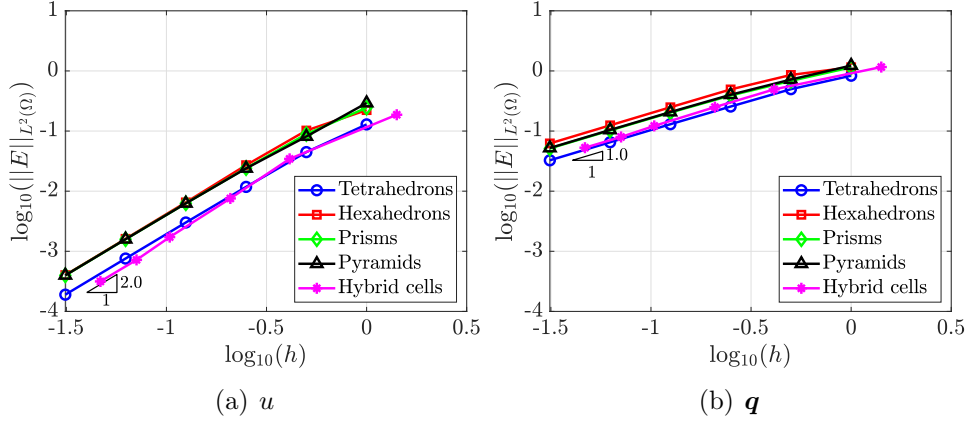 1
0
-1
-2
-3
-4
log₁₀(||E||_{L²(Ω)})
Tetrahedrons
Hexahedrons
Prisms
Pyramids
Hybrid cells
2.0
1
-1.5 -1 -0.5 0 0.5
log₁₀(h)
(a) u
1
0
-1
-2
-3
-4
log₁₀(||E||_{L²(Ω)})
1.0
1
Tetrahedrons
Hexahedrons
Prisms
Pyramids
Hybrid cells
-1.5 -1 -0.5 0 0.5
log₁₀(h)
(b) q